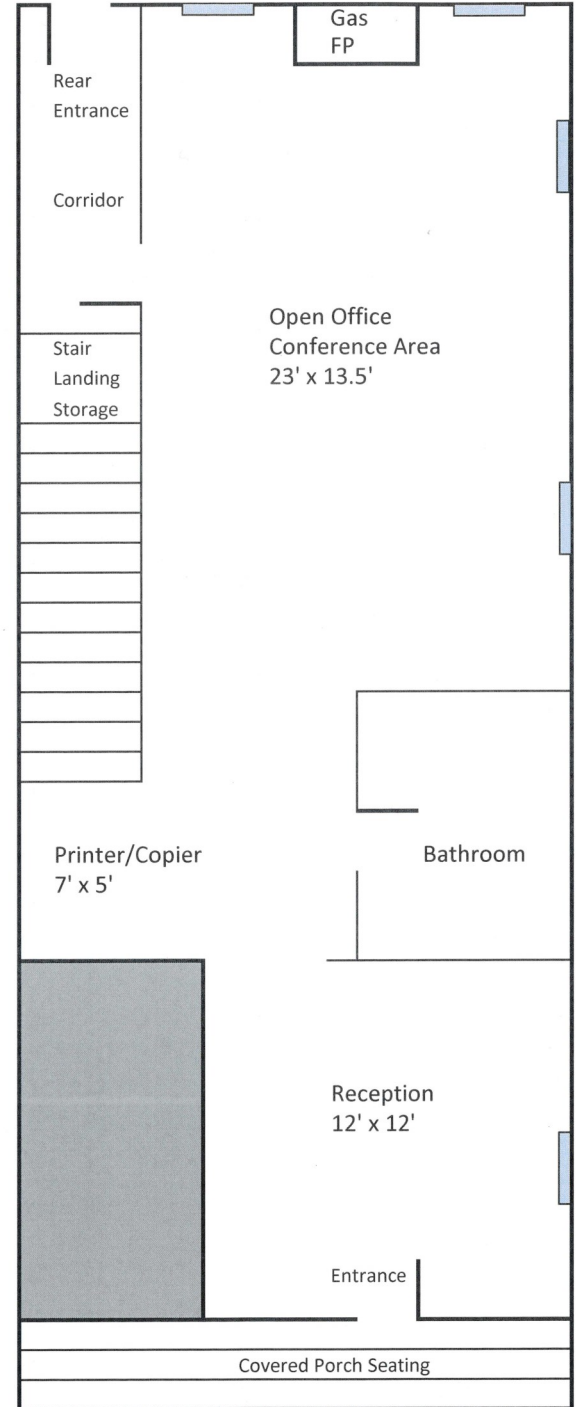 Gas
FP
Rear
Entrance
Corridor
Open Office
Conference Area
23' x 13.5'
Stair
Landing
Storage
Printer/Copier
7' x 5'
Bathroom
Reception
12' x 12'
Entrance
Covered Porch Seating